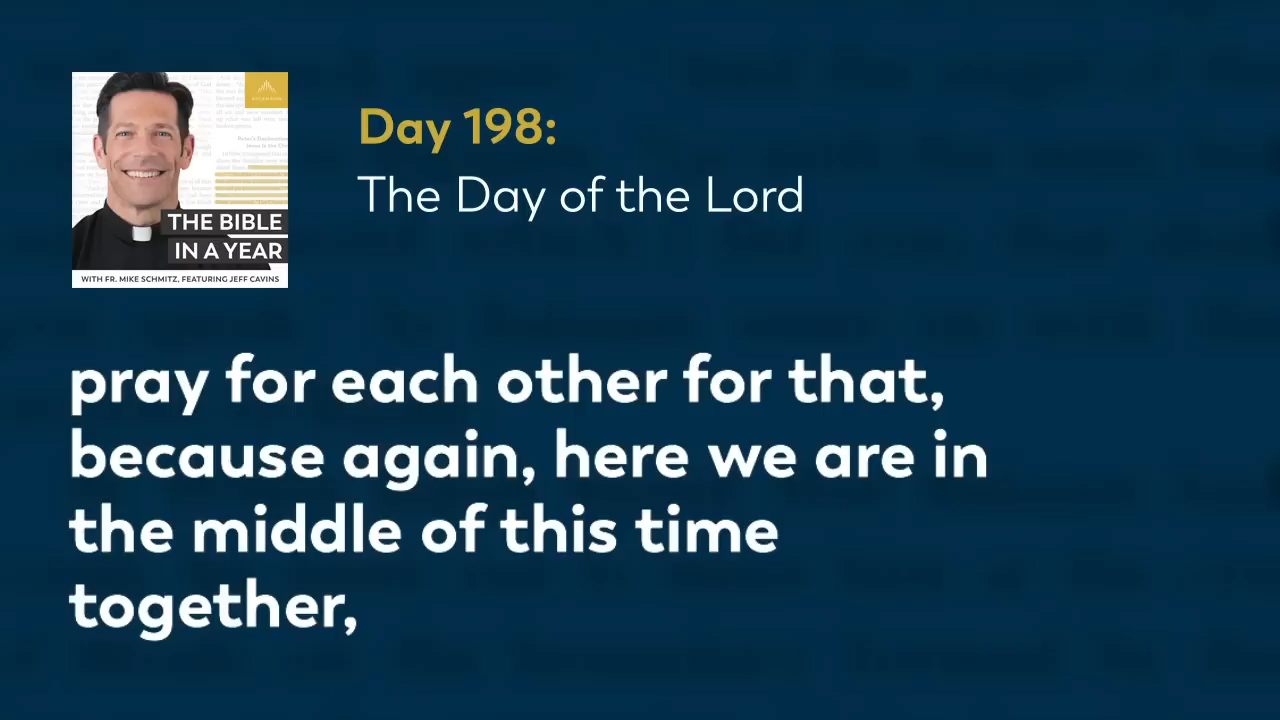 THE BIBLE
IN A YEAR
WITH FR. MIKE SCHMITZ, FEATURING JEFF CAVINS
Day 198:
The Day of the Lord
pray for each other for that,
because again, here we are in
the middle of this time
together,